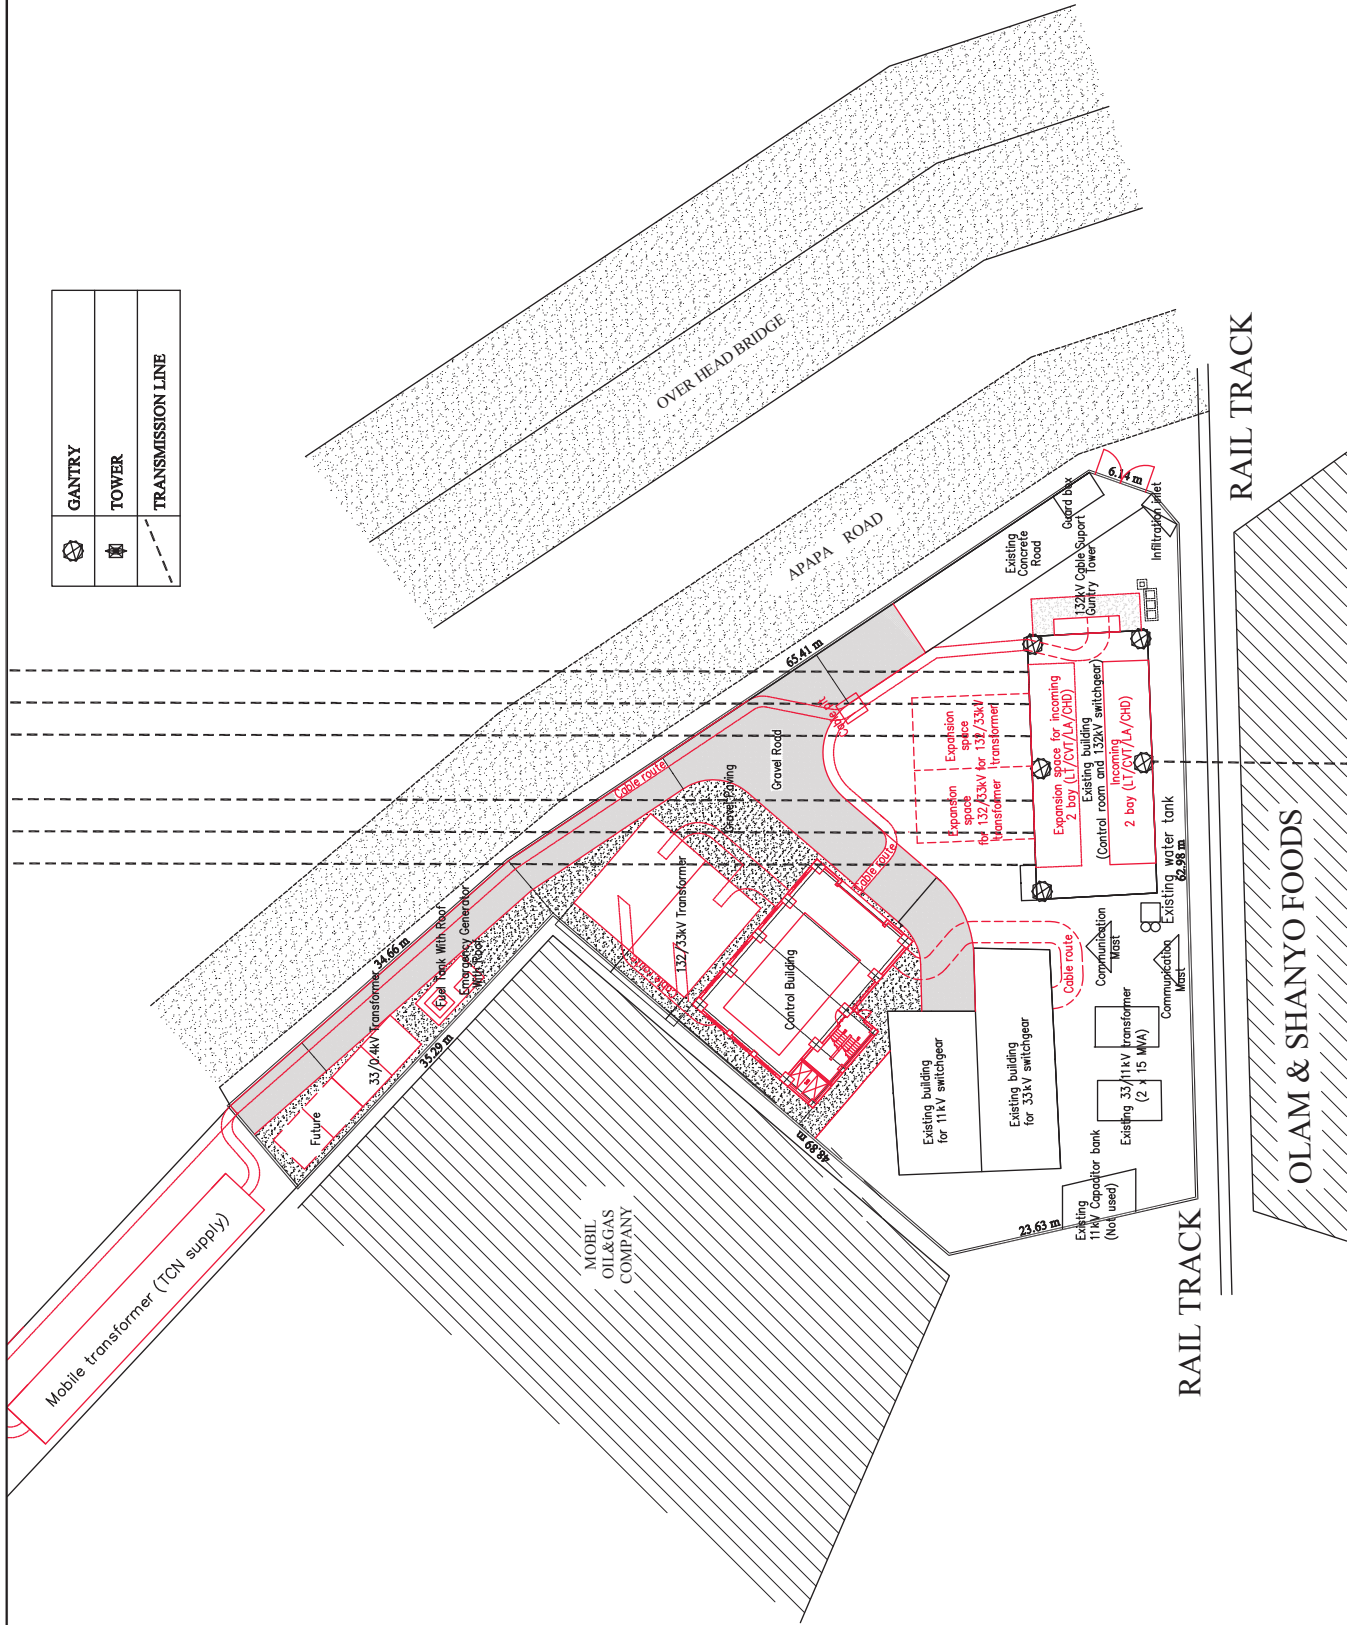 GANTRY
TOWER
TRANSMISSION LINE
OVER HEAD BRIDGE
APAPA ROAD
RAIL TRACK
6.14 m
Guard box
Infiltration inlet
Existing
Concrete
Road
132kV Cable Suport
Guntry Tower
65.41 m
Cable route
Gravel Road
Gravel Paving
Expansion
space
for 132/33kV
transformer
Expansion
space
for 132/33kV
transformer
Expansion space for incoming
2 bay (LT/CVT/LA/CHD)
Existing building
(Control room and 132kV switchgear)
Incoming
2 bay (LT/CVT/LA/CHD)
Existing water tank
62.98 m
Cable route
132/33kV Transformer
Control Building
34.66 m
Fuel Tank With Roof
Emargency Generator
With Roof
33/0.4kV Transformer
35.29 m
Future
Mobile transformer (TCN supply)
Cable route
Communication
Mast
Communication
Mast
Existing building
for 11kV switchgear
Existing building
for 33kV switchgear
Existing 33/11kV transformer
(2 x 15 MVA)
Existing
11kV Capacitor bank
(Not used)
48.89 m
23.63 m
MOBIL
OIL&GAS
COMPANY
RAIL TRACK
OLAM & SHANYO FOODS